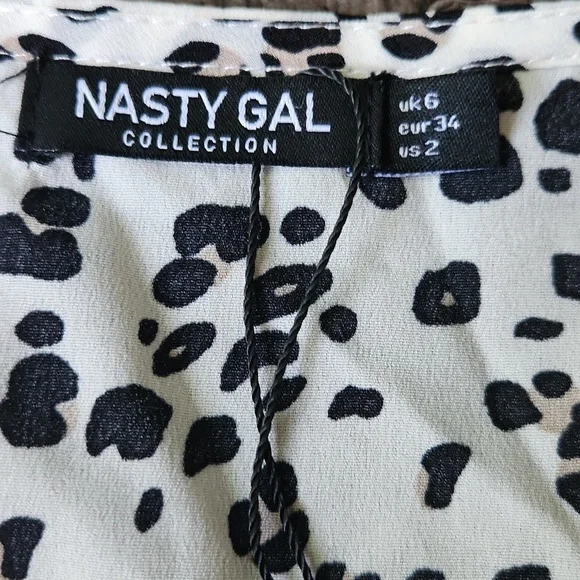 NASTY GAL
COLLECTION
uk6
eur34
us2